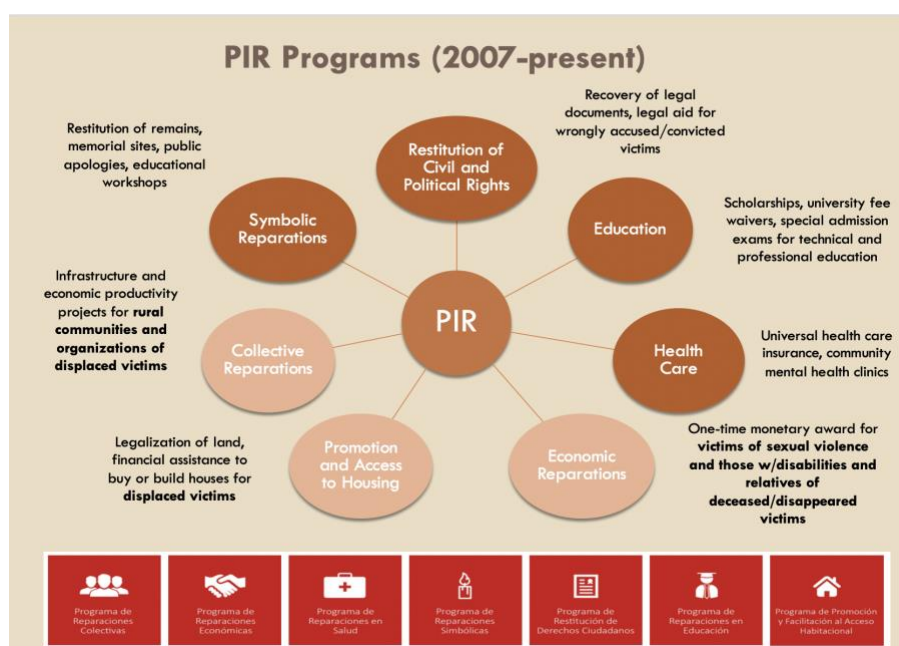 PIR Programs (2007-present)
Restitution of remains,
memorial sites, public
apologies, educational
workshops
Restitution of
Civil and
Political Rights
Recovery of legal
documents, legal aid for
wrongly accused/convicted
victims
Symbolic
Reparations
Education
Scholarships, university fee
waivers, special admission
exams for technical and
professional education
Infrastructure and
economic productivity
projects for rural
communities and
organizations of
displaced victims
Collective
Reparations
PIR
Health
Care
Universal health care
insurance, community
mental health clinics
Legalization of land,
financial assistance to
buy or build houses for
displaced victims
Promotion
and Access
to Housing
Economic
Reparations
One-time monetary award for
victims of sexual violence
and those w/disabilities and
relatives of
deceased/disappeared
victims
Programa de
Reparaciones
Colectivas
Programa de
Reparaciones
Económicas
Programa de
Reparaciones en
Salud
Programa de
Reparaciones
Simbólicas
Programa de
Restitución de
Derechos Ciudadanos
Programa de
Reparaciones en
Educación
Programa de Promoción
y Facilitación al Acceso
Habitacional